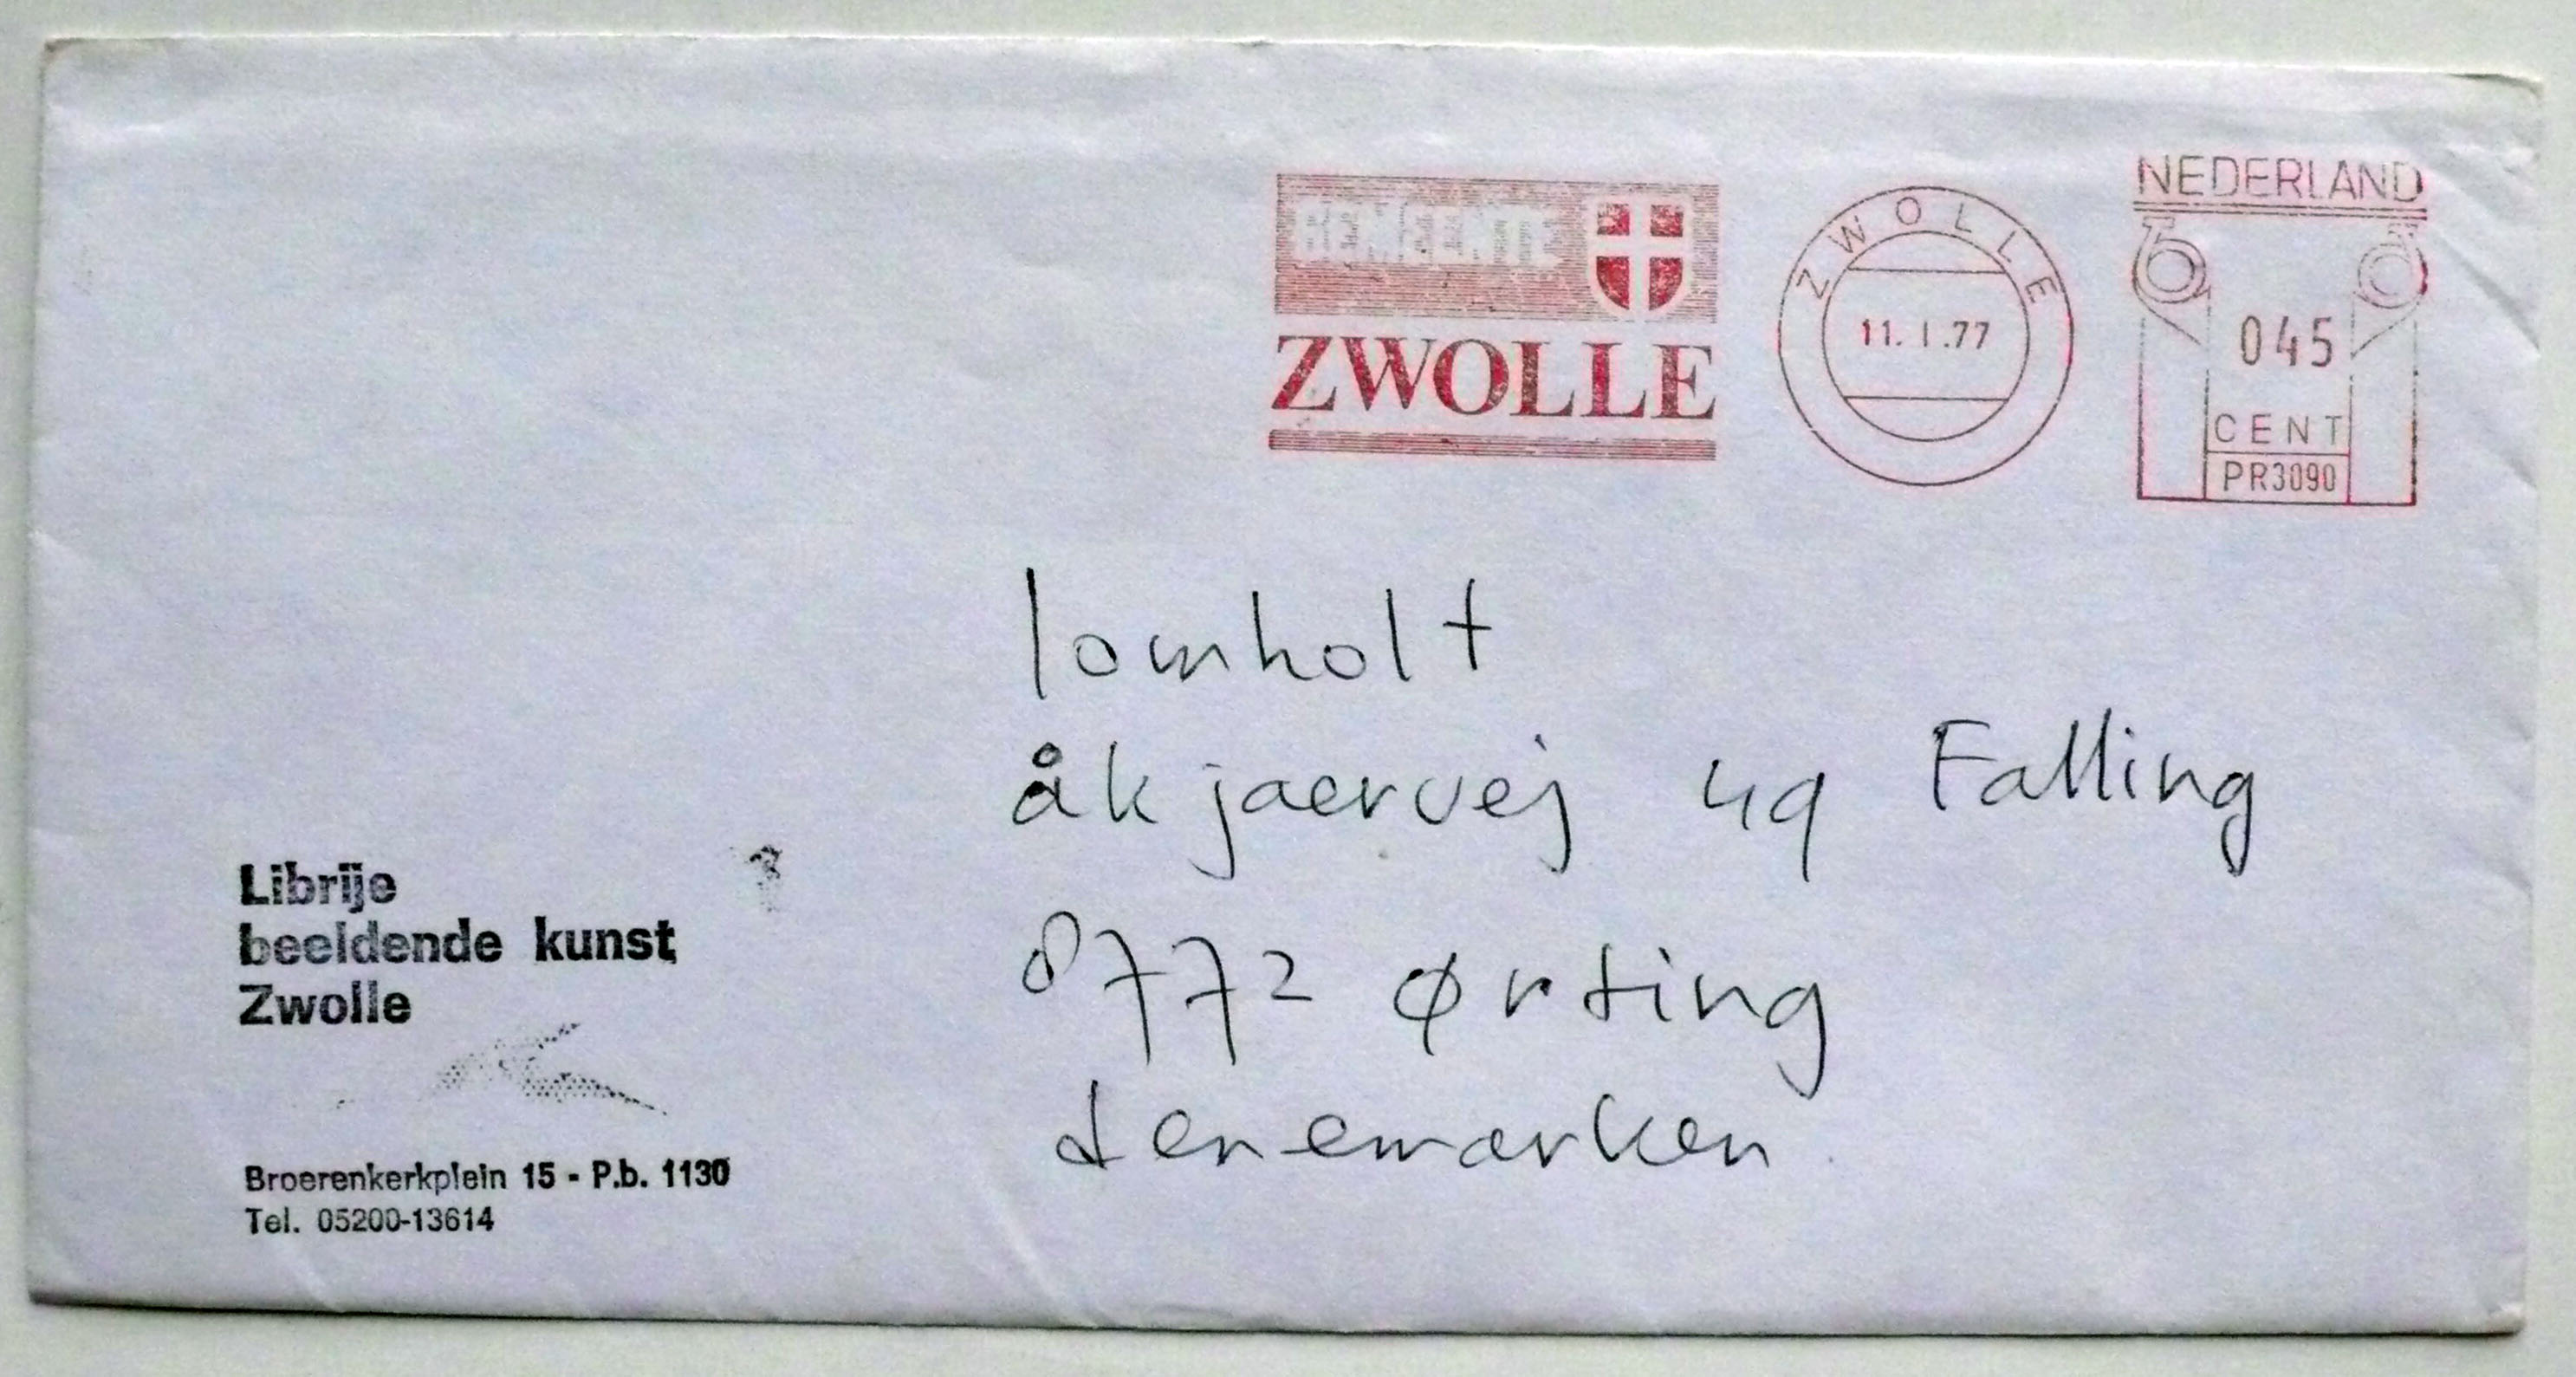 GEMEENTE
ZWOLLE
ZWOLLE
11.1.77
NEDERLAND
045
CENT
PR3090
lomholt
åkjaervej 49 Falling
8772 ørting
denemarken
Librije
beeldende kunst
Zwolle
Broerenkerkplein 15 - P.b. 1130
Tel. 05200-13614